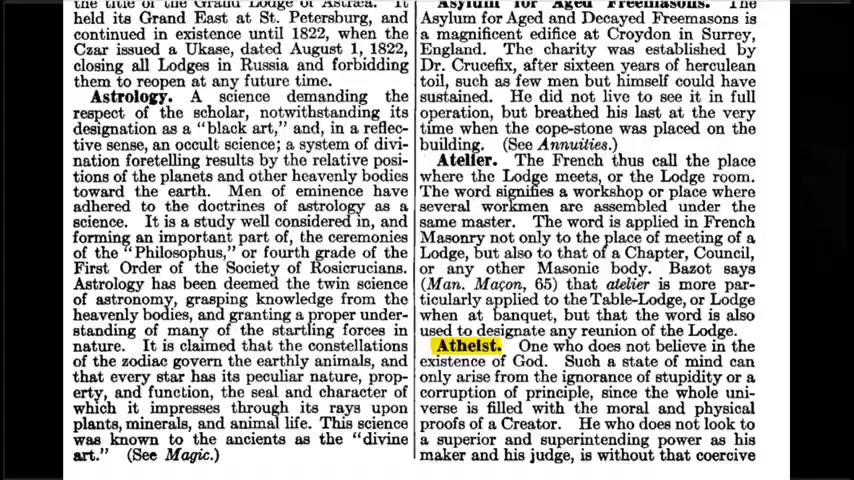 the title of the Grand Lodge of Astræa. It
held its Grand East at St. Petersburg, and
continued in existence until 1822, when the
Czar issued a Ukase, dated August 1, 1822,
closing all Lodges in Russia and forbidding
them to reopen at any future time.
Astrology. A science demanding the
respect of the scholar, notwithstanding its
designation as a "black art," and, in a reflec-
tive sense, an occult science; a system of divi-
nation foretelling results by the relative posi-
tions of the planets and other heavenly bodies
toward the earth. Men of eminence have
adhered to the doctrines of astrology as a
science. It is a study well considered in, and
forming an important part of, the ceremonies
of the "Philosophus," or fourth grade of the
First Order of the Society of Rosicrucians.
Astrology has been deemed the twin science
of astronomy, grasping knowledge from the
heavenly bodies, and granting a proper under-
standing of many of the startling forces in
nature. It is claimed that the constellations
of the zodiac govern the earthly animals, and
that every star has its peculiar nature, prop-
erty, and function, the seal and character of
which it impresses through its rays upon
plants, minerals, and animal life. This science
was known to the ancients as the "divine
art." (See Magic.)
Asylum for Aged Freemasons. The
Asylum for Aged and Decayed Freemasons is
a magnificent edifice at Croydon in Surrey,
England. The charity was established by
Dr. Crucefix, after sixteen years of herculean
toil, such as few men but himself could have
sustained. He did not live to see it in full
operation, but breathed his last at the very
time when the cope-stone was placed on the
building. (See Annuities.)
Atelier. The French thus call the place
where the Lodge meets, or the Lodge room.
The word signifies a workshop or place where
several workmen are assembled under the
same master. The word is applied in French
Masonry not only to the place of meeting of a
Lodge, but also to that of a Chapter, Council,
or any other Masonic body. Bazot says
(Man. Maçon, 65) that atelier is more par-
ticularly applied to the Table-Lodge, or Lodge
when at banquet, but that the word is also
used to designate any reunion of the Lodge.
Atheist. One who does not believe in the
existence of God. Such a state of mind can
only arise from the ignorance of stupidity or a
corruption of principle, since the whole uni-
verse is filled with the moral and physical
proofs of a Creator. He who does not look to
a superior and superintending power as his
maker and his judge, is without that coercive